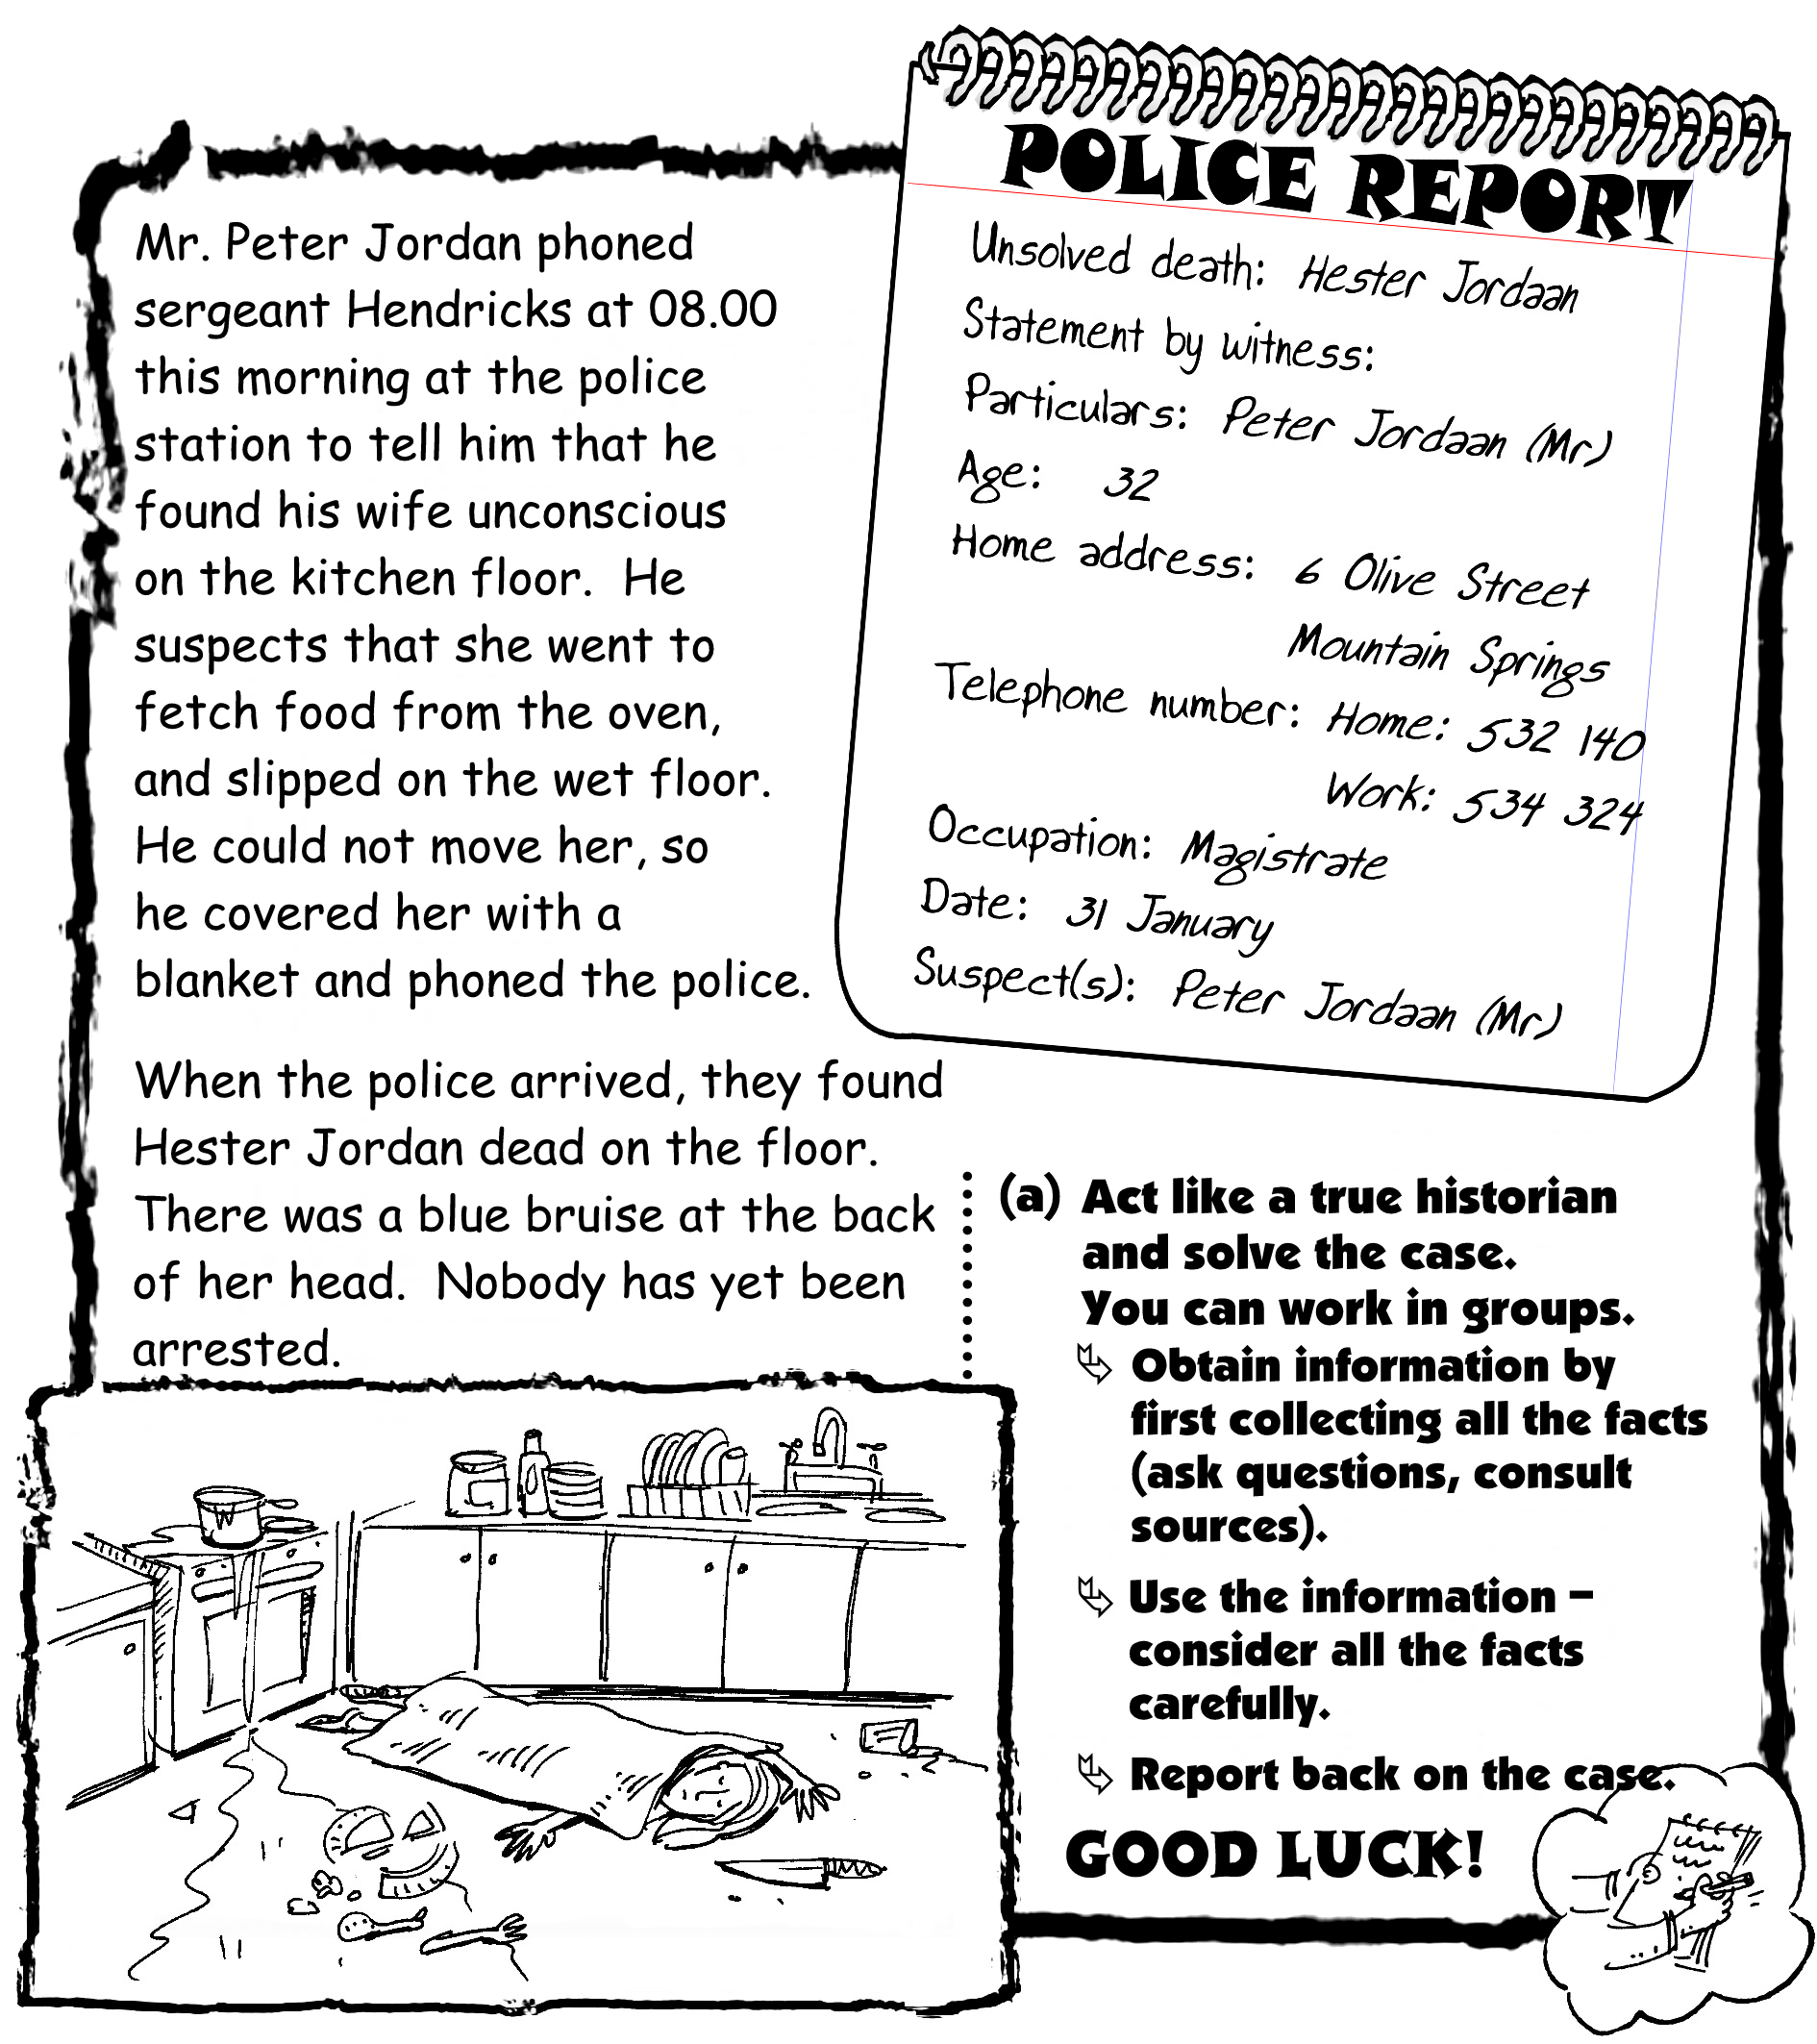 POLICE REPORT
Unsolved death: Hester Jordaan
Statement by witness:
Particulars: Peter Jordaan (Mr)
Age: 32
Home address: 6 Olive Street
Mountain Springs
Telephone number: Home: 532 140
Work: 534 324
Occupation: Magistrate
Date: 31 January
Suspect(s): Peter Jordaan (Mr)
Mr. Peter Jordan phoned
sergeant Hendricks at 08.00
this morning at the police
station to tell him that he
found his wife unconscious
on the kitchen floor. He
suspects that she went to
fetch food from the oven,
and slipped on the wet floor.
He could not move her, so
he covered her with a
blanket and phoned the police.
When the police arrived, they found
Hester Jordan dead on the floor.
There was a blue bruise at the back
of her head. Nobody has yet been
arrested.
(a) Act like a true historian
and solve the case.
You can work in groups.
Obtain information by
first collecting all the facts
(ask questions, consult
sources).
Use the information –
consider all the facts
carefully.
Report back on the case.
GOOD LUCK!